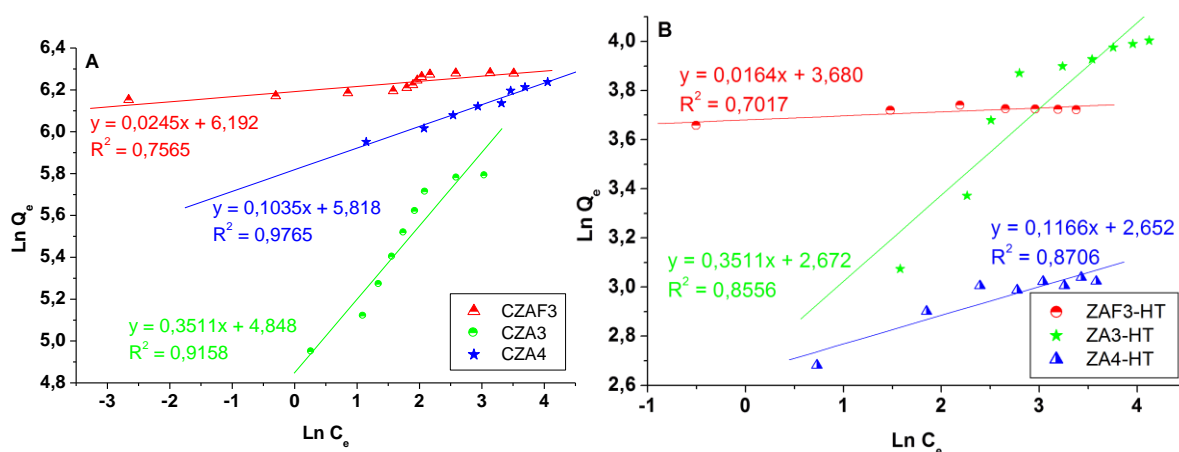 A
6,4
6,2
6,0
5,8
5,6
5,4
5,2
5,0
4,8
Ln Qe
y = 0,0245x + 6,192
R² = 0,7565
y = 0,1035x + 5,818
R² = 0,9765
y = 0,3511x + 4,848
R² = 0,9158
CZAF3
CZA3
CZA4
-3 -2 -1 0 1 2 3 4
Ln Ce
B
4,0
3,8
3,6
3,4
3,2
3,0
2,8
2,6
Ln Qe
y = 0,0164x + 3,680
R² = 0,7017
y = 0,1166x + 2,652
R² = 0,8706
y = 0,3511x + 2,672
R² = 0,8556
ZAF3-HT
ZA3-HT
ZA4-HT
-1 0 1 2 3 4
Ln Ce